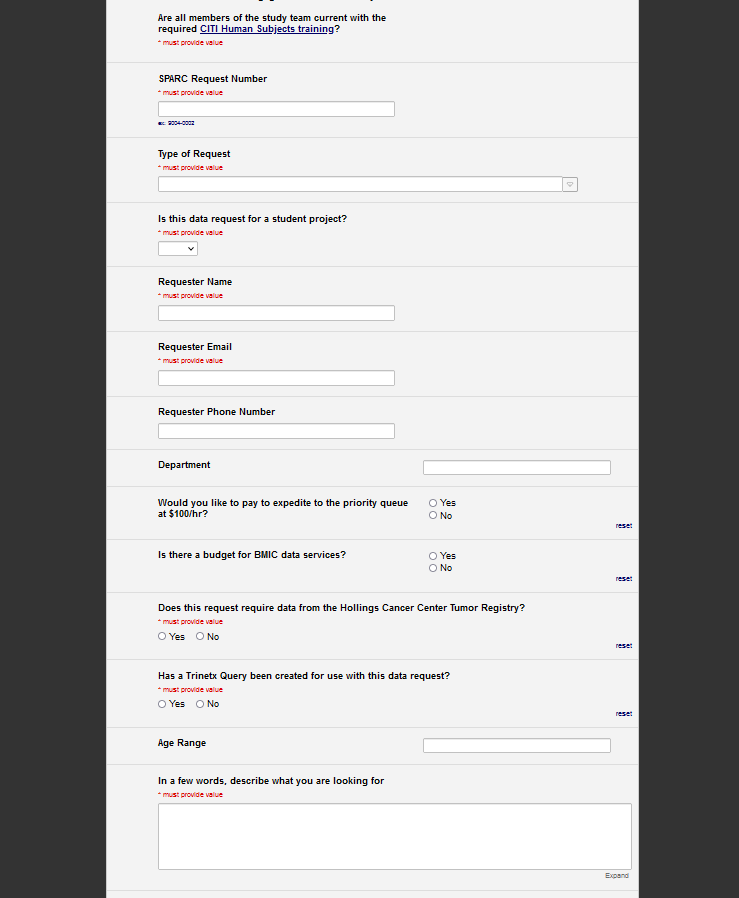 Are all members of the study team current with the
required CITI Human Subjects training?
* must provide value
SPARC Request Number
* must provide value
ex. 9004-0002
Type of Request
* must provide value
Is this data request for a student project?
* must provide value
Requester Name
* must provide value
Requester Email
* must provide value
Requester Phone Number
Department
Would you like to pay to expedite to the priority queue
at $100/hr?
Yes
No
reset
Is there a budget for BMIC data services?
Yes
No
reset
Does this request require data from the Hollings Cancer Center Tumor Registry?
* must provide value
Yes No
reset
Has a Trinetx Query been created for use with this data request?
* must provide value
Yes No
reset
Age Range
In a few words, describe what you are looking for
* must provide value
Expand